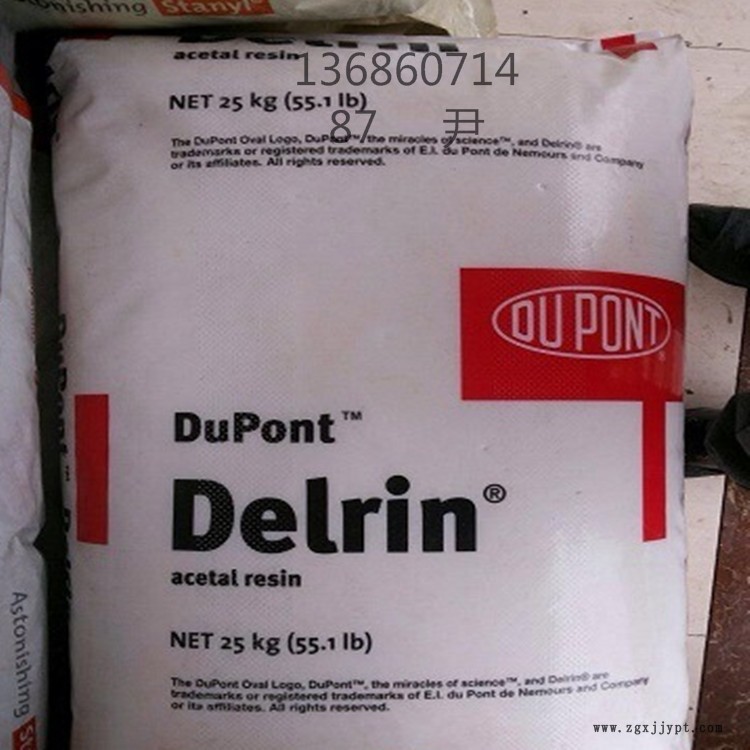 Astonishing Stanyl®
Delrin
acetal resin
13686071487 尹
NET 25 kg (55.1 lb)
The DuPont Oval Logo, DuPont™, the miracles of science™, and Delrin® are
trademarks or registered trademarks of E.I. du Pont de Nemours and Company
or its affiliates. All rights reserved.
DU PONT
DuPont™
Delrin®
acetal resin
NET 25 kg (55.1 lb)
The DuPont Oval Logo, DuPont™, the miracles of science™, and Delrin® are
trademarks or registered trademarks of E.I. du Pont de Nemours and Company
or its affiliates. All rights reserved.
DuPont™
Astonishing
www.zgxjjypt.com